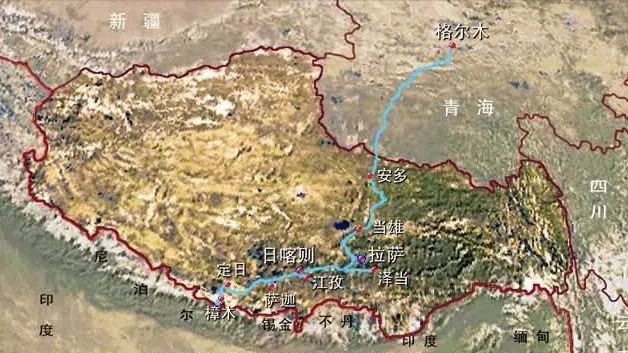 新疆
格尔木
青海
安多
四川
当雄
拉萨
日喀则
定日
江孜
泽当
萨迦
樟木
尼泊尔
锡金
不丹
印度
印度
缅甸
云